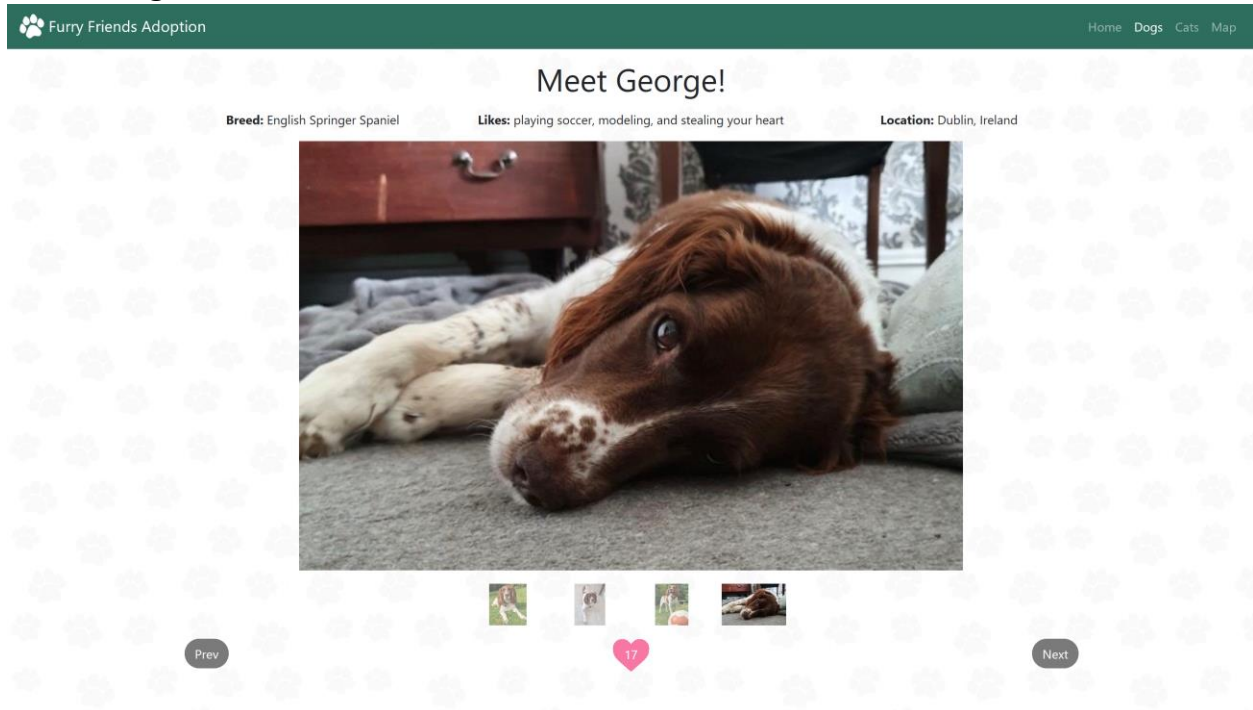 Furry Friends Adoption Home Dogs Cats Map
Meet George!
Breed: English Springer Spaniel Likes: playing soccer, modeling, and stealing your heart Location: Dublin, Ireland
Prev 17 Next